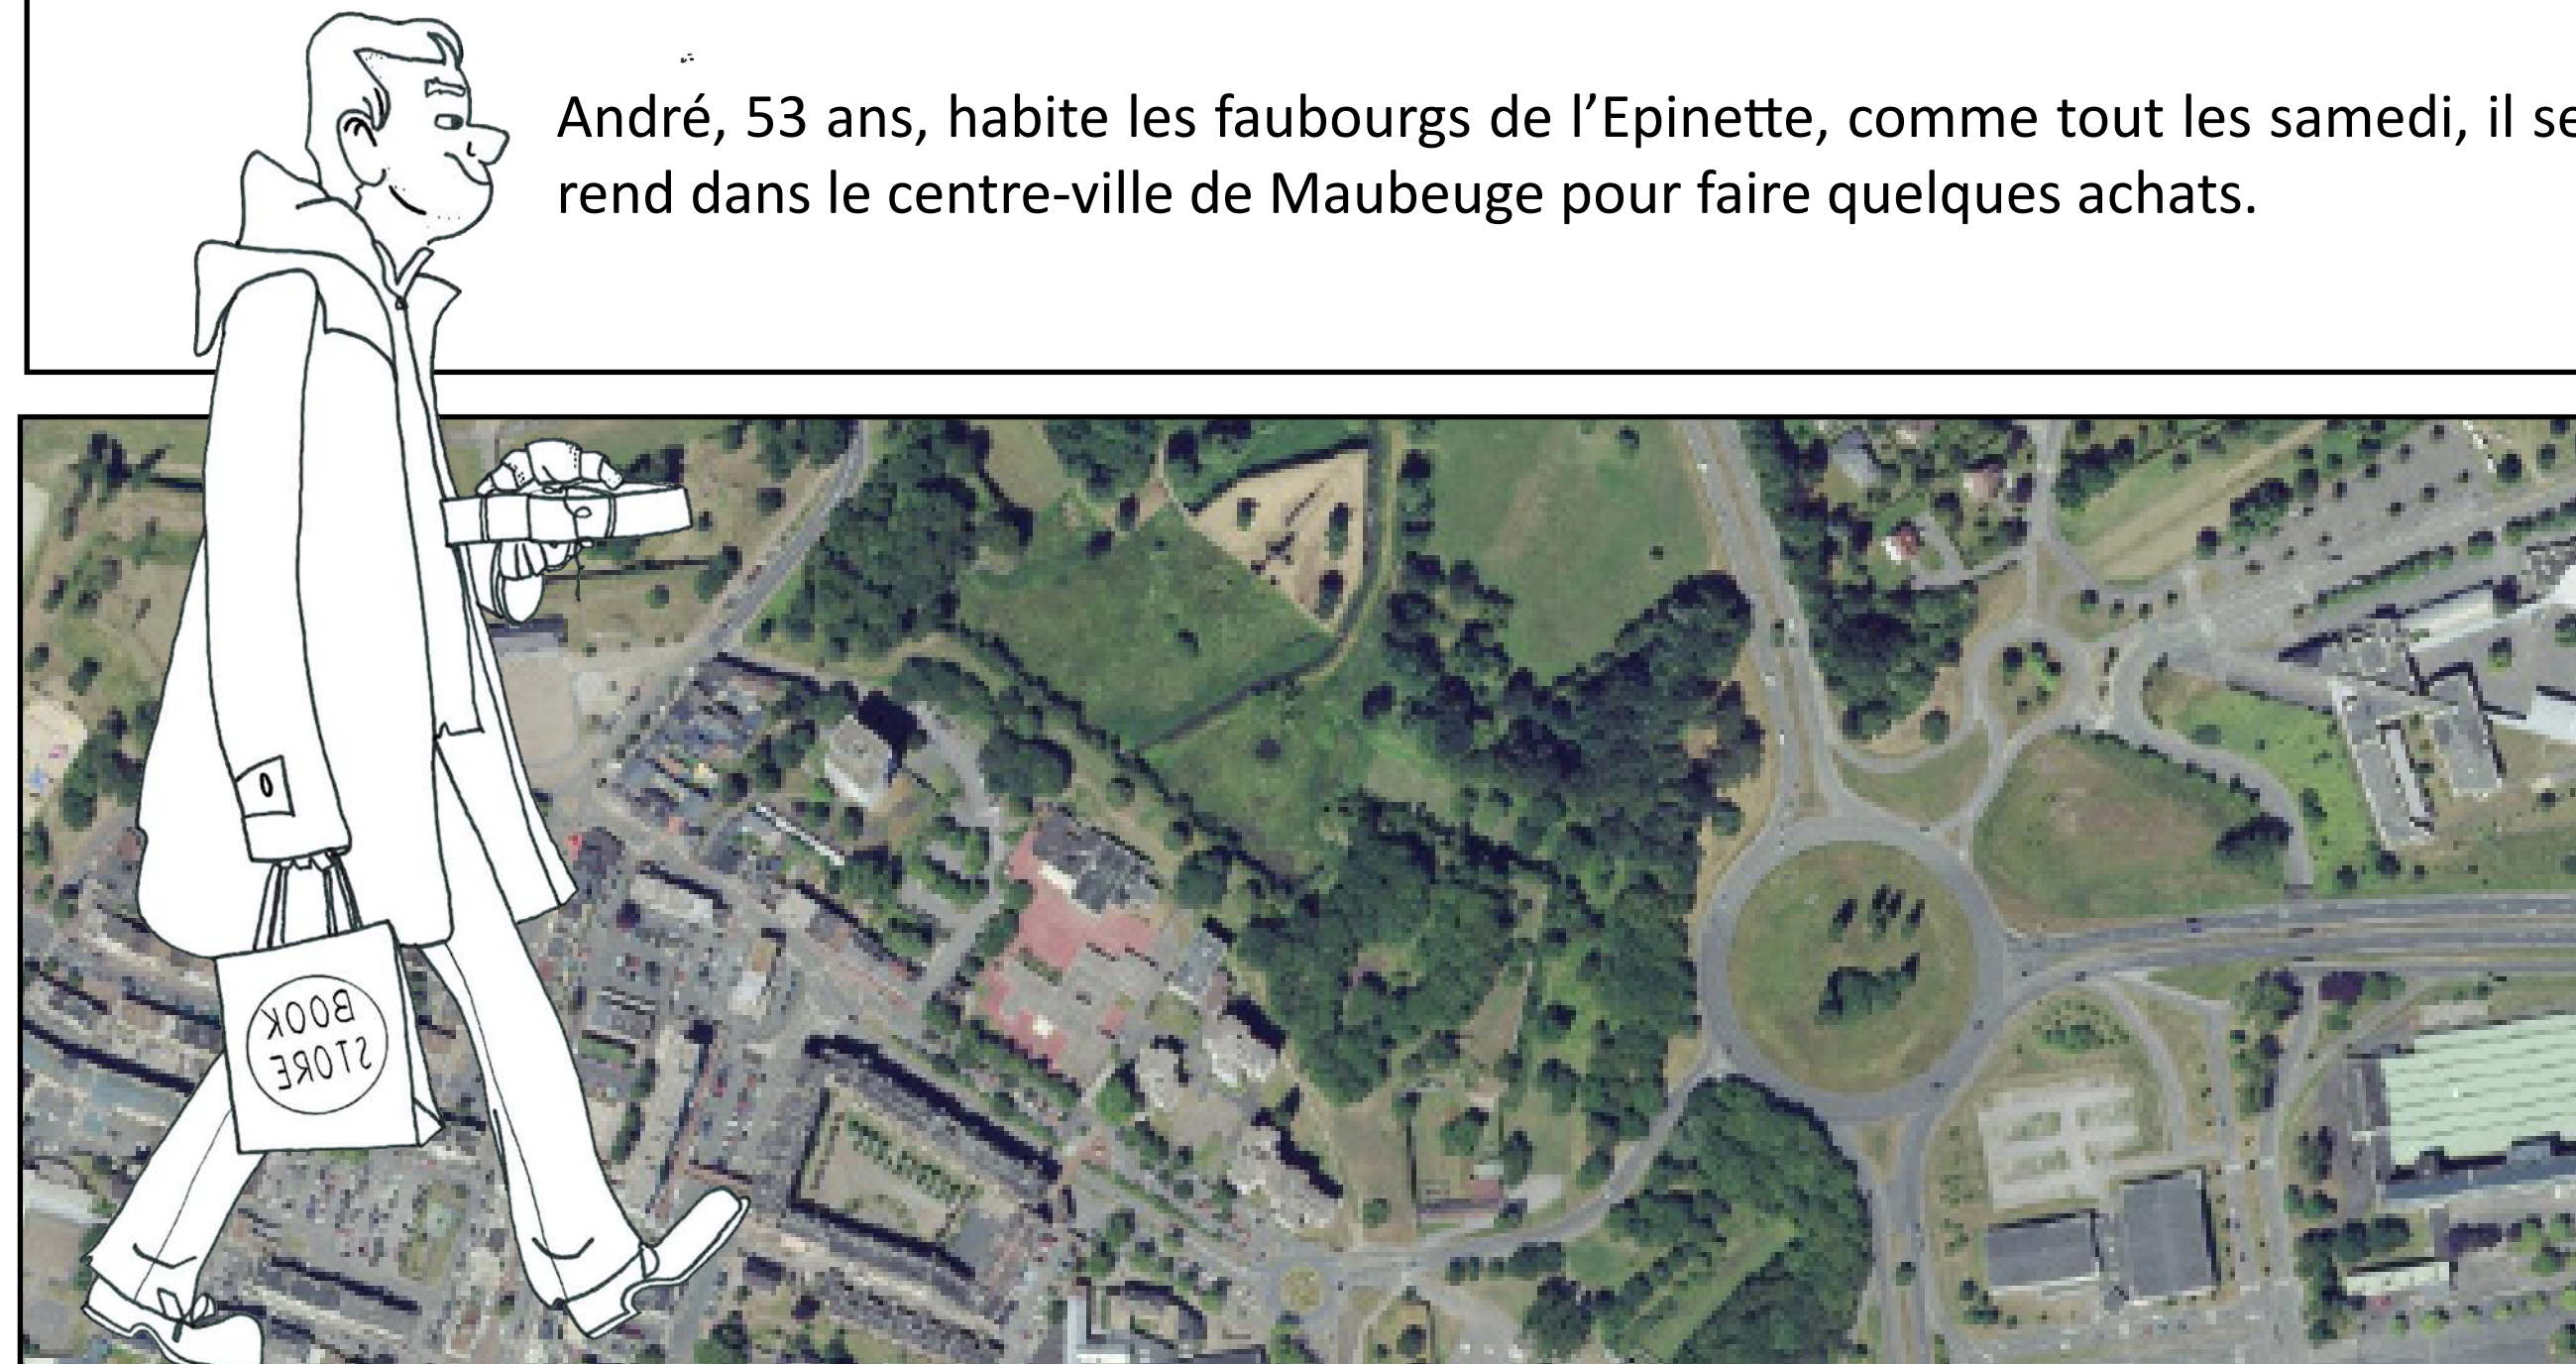 André, 53 ans, habite les faubourgs de l’Epinette, comme tout les samedi, il se
rend dans le centre-ville de Maubeuge pour faire quelques achats.
BOOK
STORE